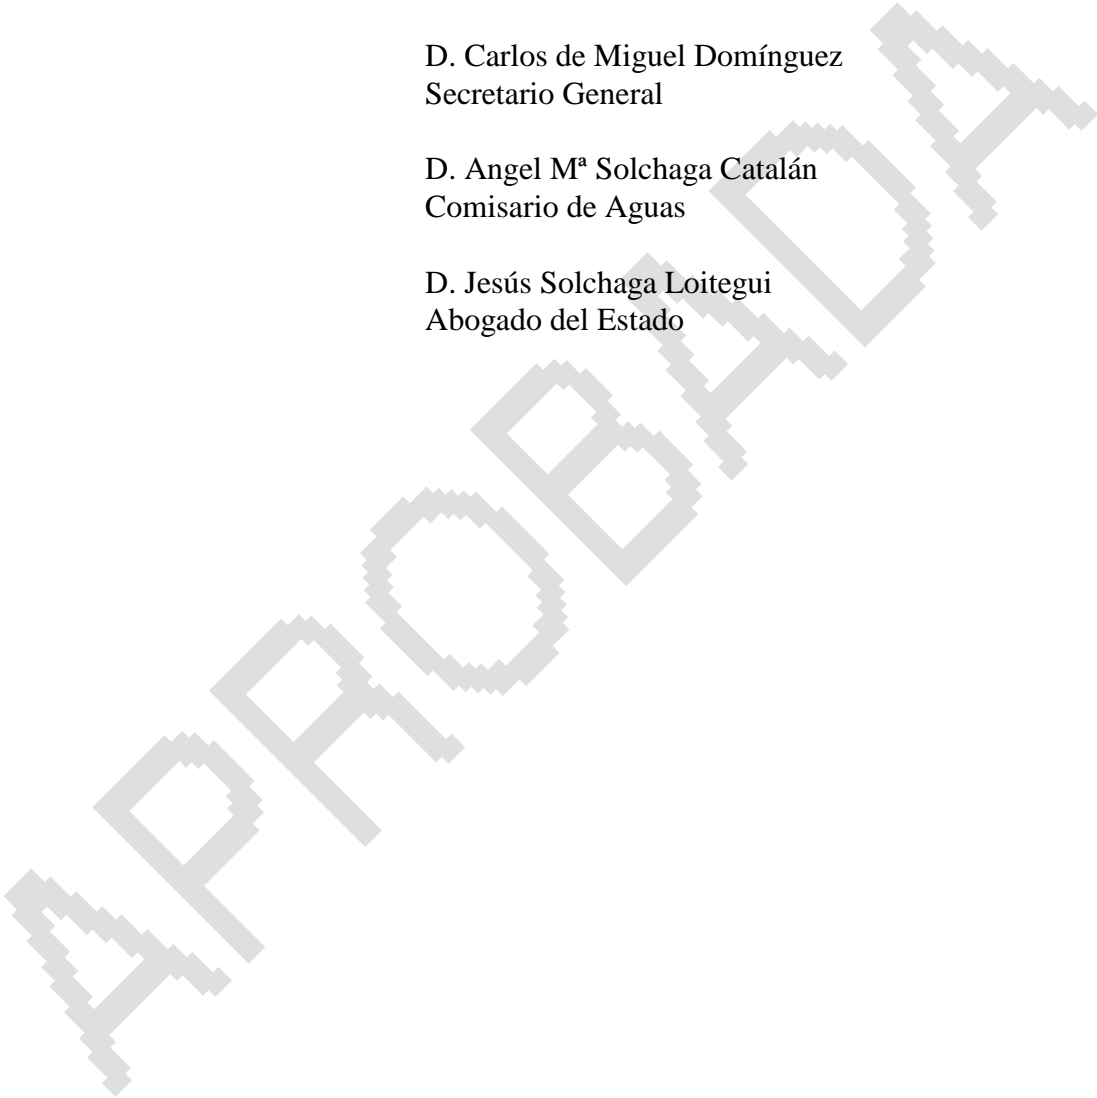 D. Carlos de Miguel Domínguez
Secretario General
D. Angel Mª Solchaga Catalán
Comisario de Aguas
D. Jesús Solchaga Loitegui
Abogado del Estado
APROBADA